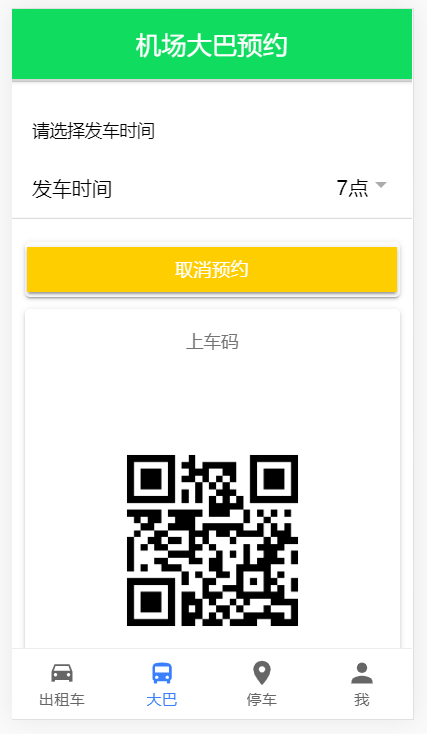 机场大巴预约
请选择发车时间
发车时间 7点
取消预约
上车码
出租车 大巴 停车 我